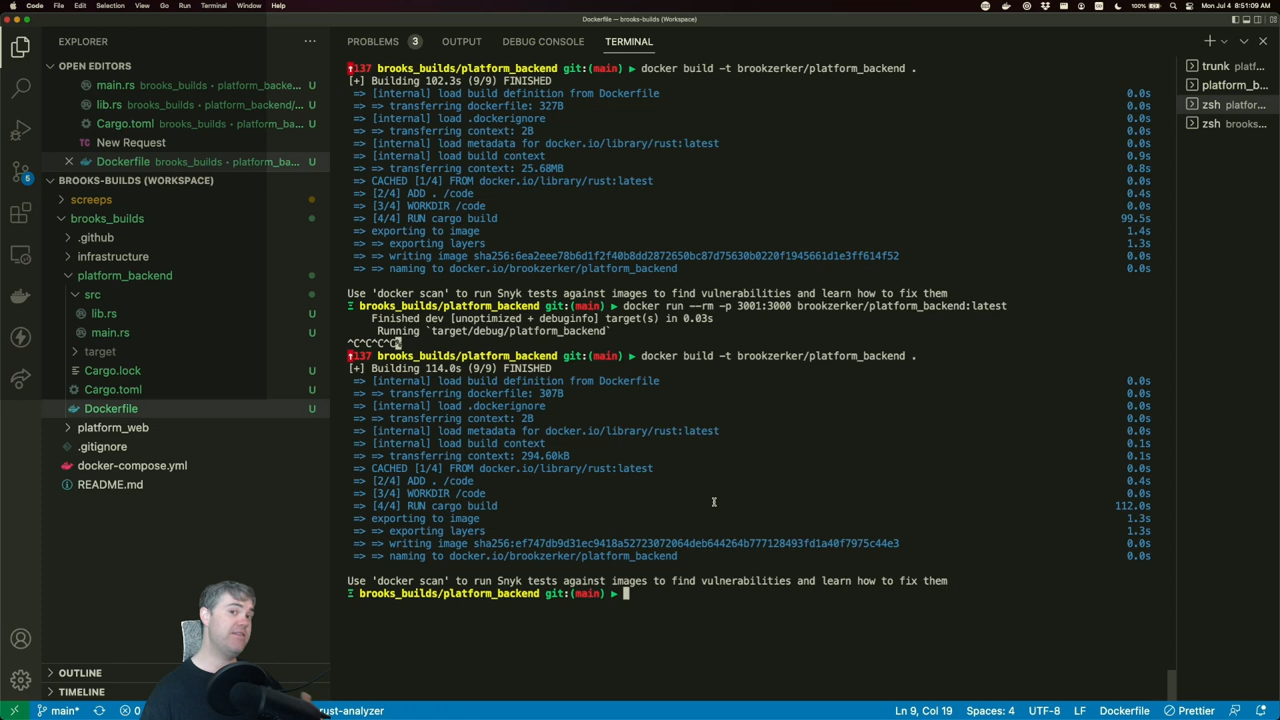 Code File Edit Selection View Go Run Terminal Window Help 100% Mon Jul 4 8:51:09 AM
Dockerfile — brooks-builds (Workspace)
EXPLORER
PROBLEMS 3 OUTPUT DEBUG CONSOLE TERMINAL
OPEN EDITORS
main.rs brooks_builds/platform_backe... U
lib.rs brooks_builds/platform_backend/... U
Cargo.toml brooks_builds/platform_ba... U
New Request
Dockerfile brooks_builds/platform_ba... U
BROOKS-BUILDS (WORKSPACE)
screeps
brooks_builds
.github
infrastructure
platform_backend
src
lib.rs U
main.rs U
target
Cargo.lock U
Cargo.toml U
Dockerfile U
platform_web
.gitignore
docker-compose.yml
README.md
OUTLINE
TIMELINE
5
137 brooks_builds/platform_backend git:(main) ▶ docker build -t brookzerker/platform_backend .
[+] Building 102.3s (9/9) FINISHED
=> [internal] load build definition from Dockerfile 0.0s
=> => transferring dockerfile: 327B 0.0s
=> [internal] load .dockerignore 0.0s
=> => transferring context: 2B 0.0s
=> [internal] load metadata for docker.io/library/rust:latest 0.0s
=> [internal] load build context 0.9s
=> => transferring context: 25.68MB 0.8s
=> CACHED [1/4] FROM docker.io/library/rust:latest 0.0s
=> [2/4] ADD . /code 0.4s
=> [3/4] WORKDIR /code 0.0s
=> [4/4] RUN cargo build 99.5s
=> exporting to image 1.4s
=> => exporting layers 1.3s
=> => writing image sha256:6ea2eee78b6d1f2f40b8dd2872650bc87d75630b0220f1945661d1e3ff614f52 0.0s
=> => naming to docker.io/brookzerker/platform_backend 0.0s
Use 'docker scan' to run Snyk tests against images to find vulnerabilities and learn how to fix them
Ξ brooks_builds/platform_backend git:(main) ▶ docker run --rm -p 3001:3000 brookzerker/platform_backend:latest
Finished dev [unoptimized + debuginfo] target(s) in 0.03s
Running `target/debug/platform_backend`
^C^C^C^C%
137 brooks_builds/platform_backend git:(main) ▶ docker build -t brookzerker/platform_backend .
[+] Building 114.0s (9/9) FINISHED
=> [internal] load build definition from Dockerfile 0.0s
=> => transferring dockerfile: 307B 0.0s
=> [internal] load .dockerignore 0.0s
=> => transferring context: 2B 0.0s
=> [internal] load metadata for docker.io/library/rust:latest 0.0s
=> [internal] load build context 0.1s
=> => transferring context: 294.60kB 0.1s
=> CACHED [1/4] FROM docker.io/library/rust:latest 0.0s
=> [2/4] ADD . /code 0.4s
=> [3/4] WORKDIR /code 0.0s
=> [4/4] RUN cargo build 112.0s
=> exporting to image 1.3s
=> => exporting layers 1.3s
=> => writing image sha256:ef747db9d31ec9418a52723072064deb644264b777128493fd1a40f7975c44e3 0.0s
=> => naming to docker.io/brookzerker/platform_backend 0.0s
Use 'docker scan' to run Snyk tests against images to find vulnerabilities and learn how to fix them
Ξ brooks_builds/platform_backend git:(main) ▶
trunk platf...
platform_b...
zsh platfor...
zsh brooks...
main* 0 rust-analyzer Ln 9, Col 19 Spaces: 4 UTF-8 LF Dockerfile Prettier